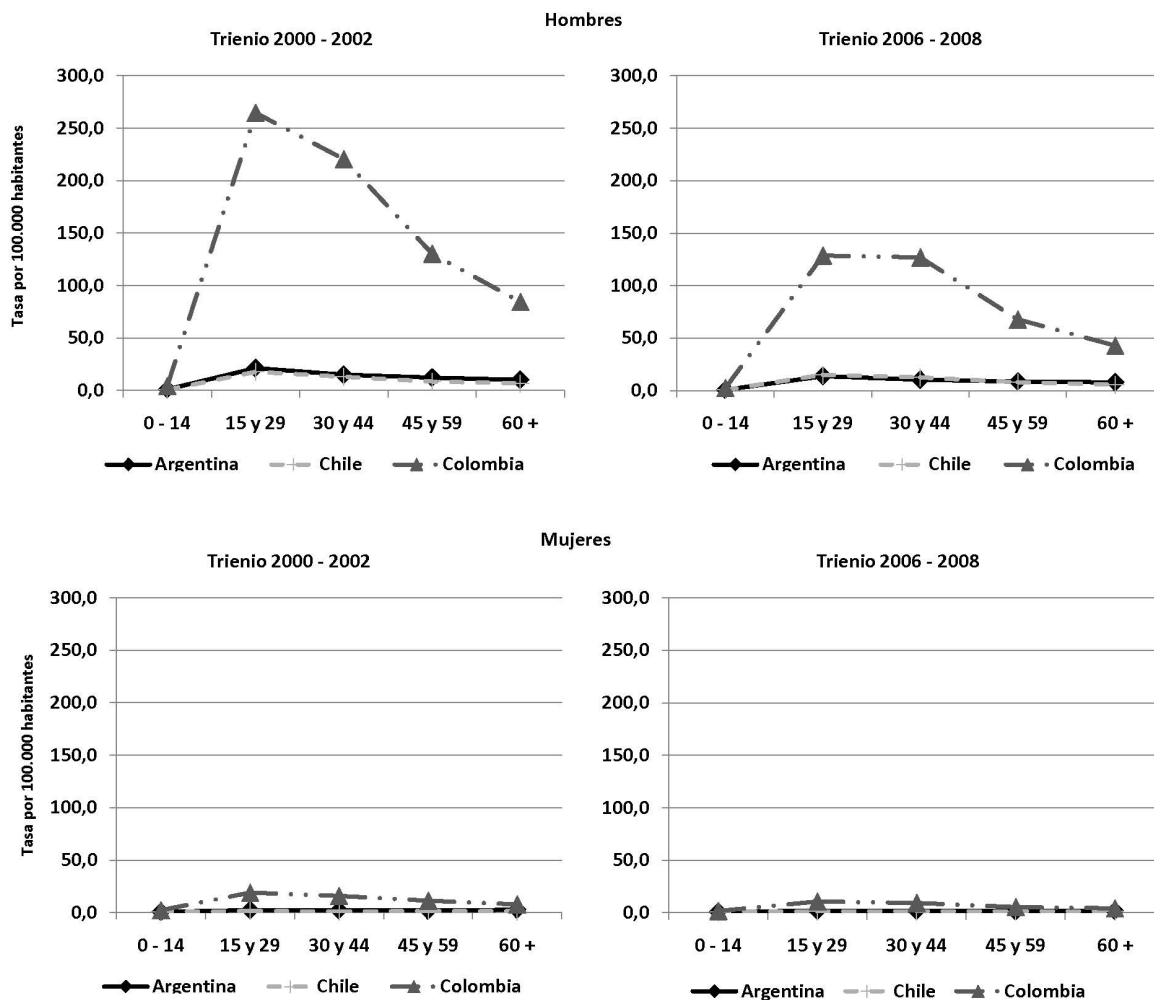 Hombres
Trienio 2000 - 2002
Trienio 2006 - 2008
Tasa por 100.000 habitantes
300,0
250,0
200,0
150,0
100,0
50,0
0,0
0 - 14 15 y 29 30 y 44 45 y 59 60 +
Argentina Chile Colombia
300,0
250,0
200,0
150,0
100,0
50,0
0,0
0 - 14 15 y 29 30 y 44 45 y 59 60 +
Argentina Chile Colombia
Mujeres
Trienio 2000 - 2002
Trienio 2006 - 2008
Tasa por 100.000 habitantes
300,0
250,0
200,0
150,0
100,0
50,0
0,0
0 - 14 15 y 29 30 y 44 45 y 59 60 +
Argentina Chile Colombia
300,0
250,0
200,0
150,0
100,0
50,0
0,0
0 - 14 15 y 29 30 y 44 45 y 59 60 +
Argentina Chile Colombia